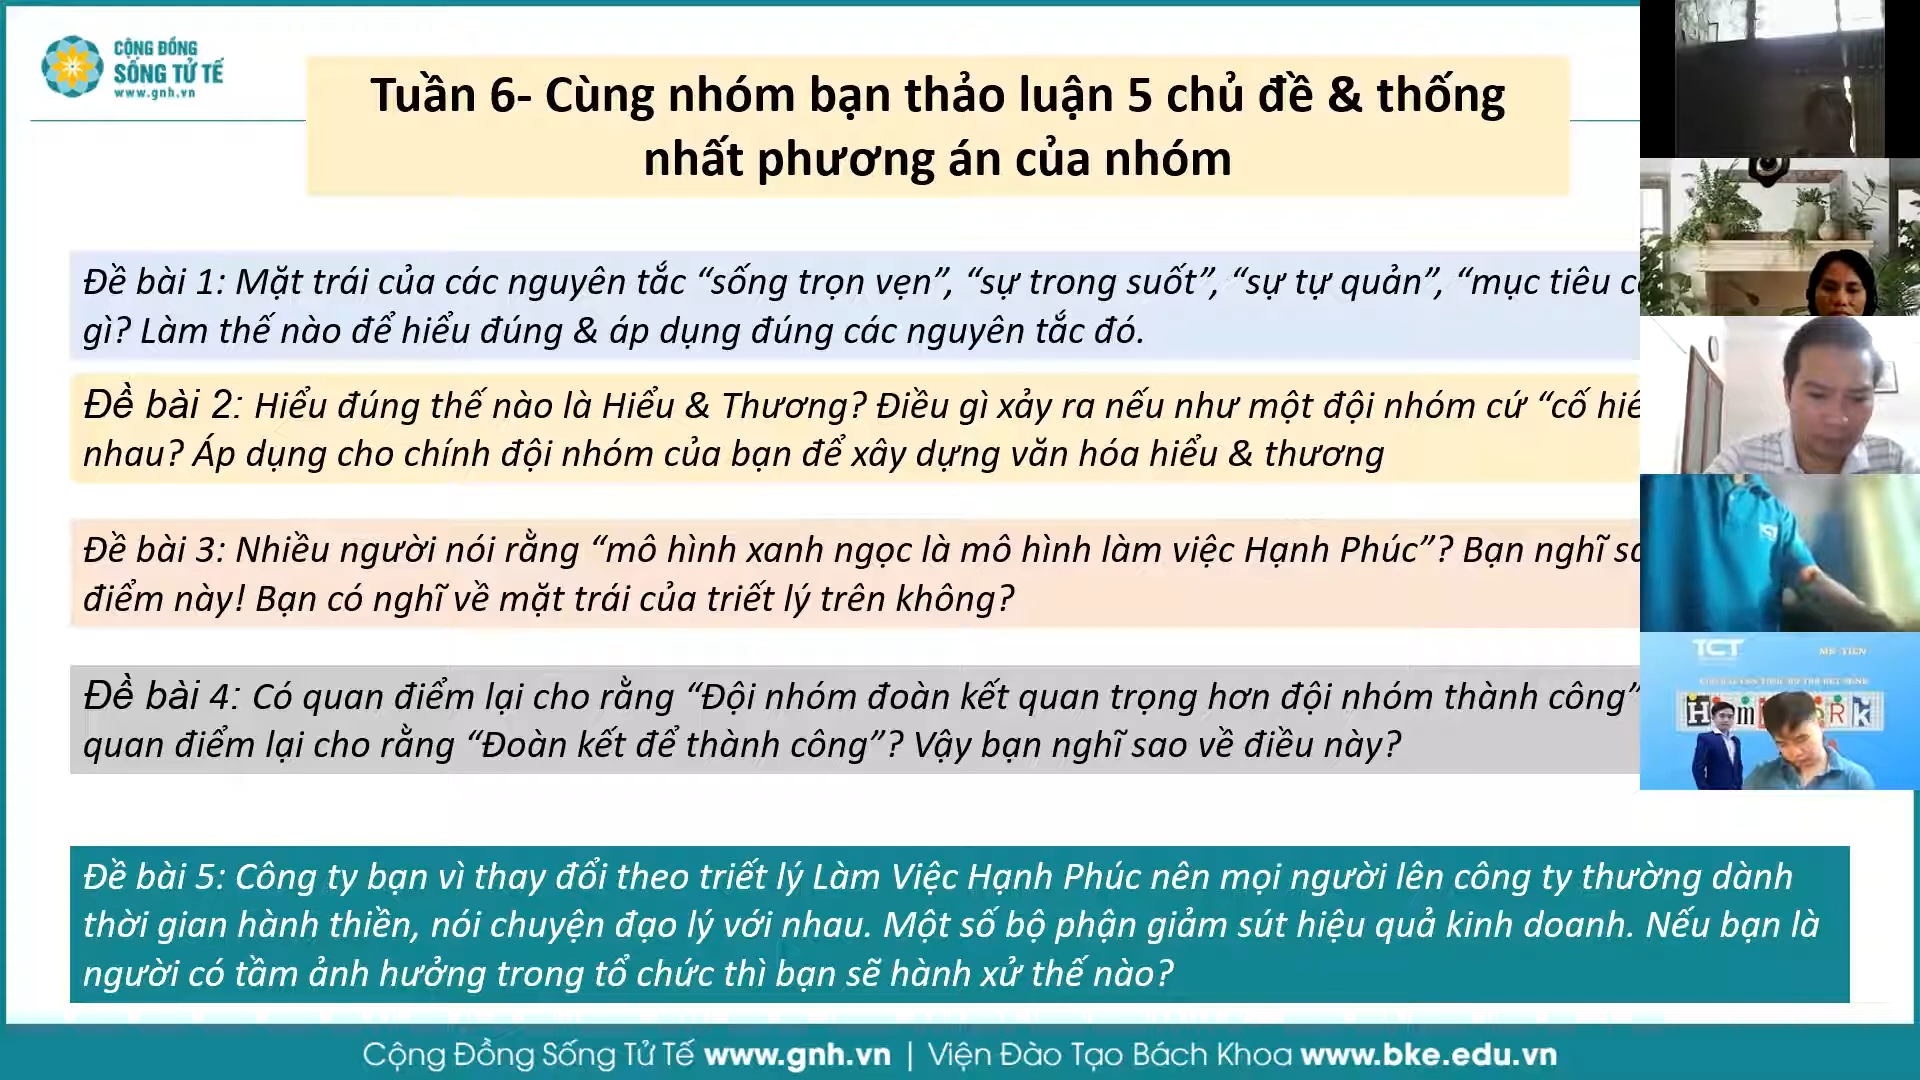 CỘNG ĐỒNG
SỐNG TỬ TẾ
www.gnh.vn
Tuần 6- Cùng nhóm bạn thảo luận 5 chủ đề & thống
nhất phương án của nhóm
Đề bài 1: Mặt trái của các nguyên tắc “sống trọn vẹn”, “sự trong suốt”, “sự tự quản”, “mục tiêu
gì? Làm thế nào để hiểu đúng & áp dụng đúng các nguyên tắc đó.
Đề bài 2: Hiểu đúng thế nào là Hiểu & Thương? Điều gì xảy ra nếu như một đội nhóm cứ “cố
nhau? Áp dụng cho chính đội nhóm của bạn để xây dựng văn hóa hiểu & thương
Đề bài 3: Nhiều người nói rằng “mô hình xanh ngọc là mô hình làm việc Hạnh Phúc”? Bạn nghĩ
điểm này! Bạn có nghĩ về mặt trái của triết lý trên không?
Đề bài 4: Có quan điểm lại cho rằng “Đội nhóm đoàn kết quan trọng hơn đội nhóm thành công”
quan điểm lại cho rằng “Đoàn kết để thành công”? Vậy bạn nghĩ sao về điều này?
Đề bài 5: Công ty bạn vì thay đổi theo triết lý Làm Việc Hạnh Phúc nên mọi người lên công ty thường dành
thời gian hành thiền, nói chuyện đạo lý với nhau. Một số bộ phận giảm sút hiệu quả kinh doanh. Nếu bạn là
người có tầm ảnh hưởng trong tổ chức thì bạn sẽ hành xử thế nào?
Cộng Đồng Sống Tử Tế www.gnh.vn | Viện Đào Tạo Bách Khoa www.bke.edu.vn
TCT
MR TIEN